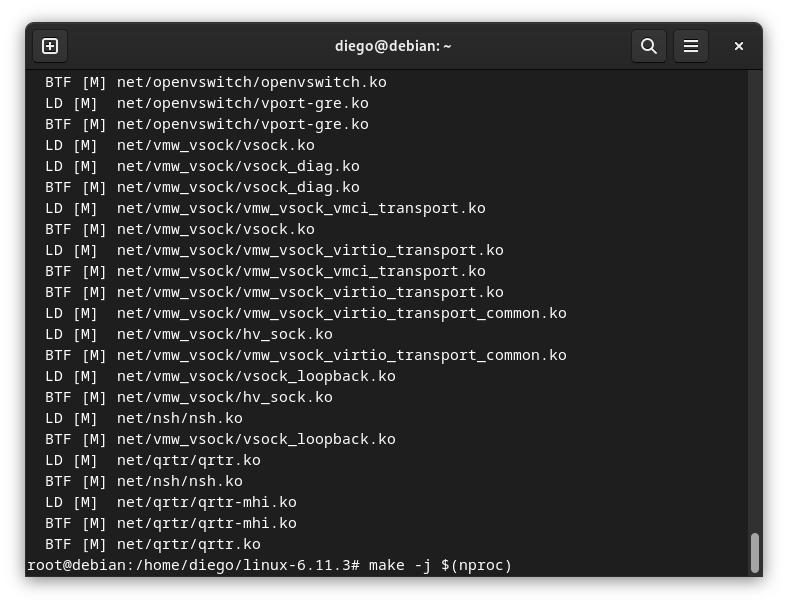 diego@debian: ~
BTF [M] net/openvswitch/openvswitch.ko
LD [M]  net/openvswitch/vport-gre.ko
BTF [M] net/openvswitch/vport-gre.ko
LD [M]  net/vmw_vsock/vsock.ko
LD [M]  net/vmw_vsock/vsock_diag.ko
BTF [M] net/vmw_vsock/vsock_diag.ko
LD [M]  net/vmw_vsock/vmw_vsock_vmci_transport.ko
BTF [M] net/vmw_vsock/vsock.ko
LD [M]  net/vmw_vsock/vmw_vsock_virtio_transport.ko
BTF [M] net/vmw_vsock/vmw_vsock_vmci_transport.ko
BTF [M] net/vmw_vsock/vmw_vsock_virtio_transport.ko
LD [M]  net/vmw_vsock/vmw_vsock_virtio_transport_common.ko
LD [M]  net/vmw_vsock/hv_sock.ko
BTF [M] net/vmw_vsock/vmw_vsock_virtio_transport_common.ko
LD [M]  net/vmw_vsock/vsock_loopback.ko
BTF [M] net/vmw_vsock/hv_sock.ko
LD [M]  net/nsh/nsh.ko
BTF [M] net/vmw_vsock/vsock_loopback.ko
LD [M]  net/qrtr/qrtr.ko
BTF [M] net/nsh/nsh.ko
LD [M]  net/qrtr/qrtr-mhi.ko
BTF [M] net/qrtr/qrtr-mhi.ko
BTF [M] net/qrtr/qrtr.ko
root@debian:/home/diego/linux-6.11.3# make -j $(nproc)